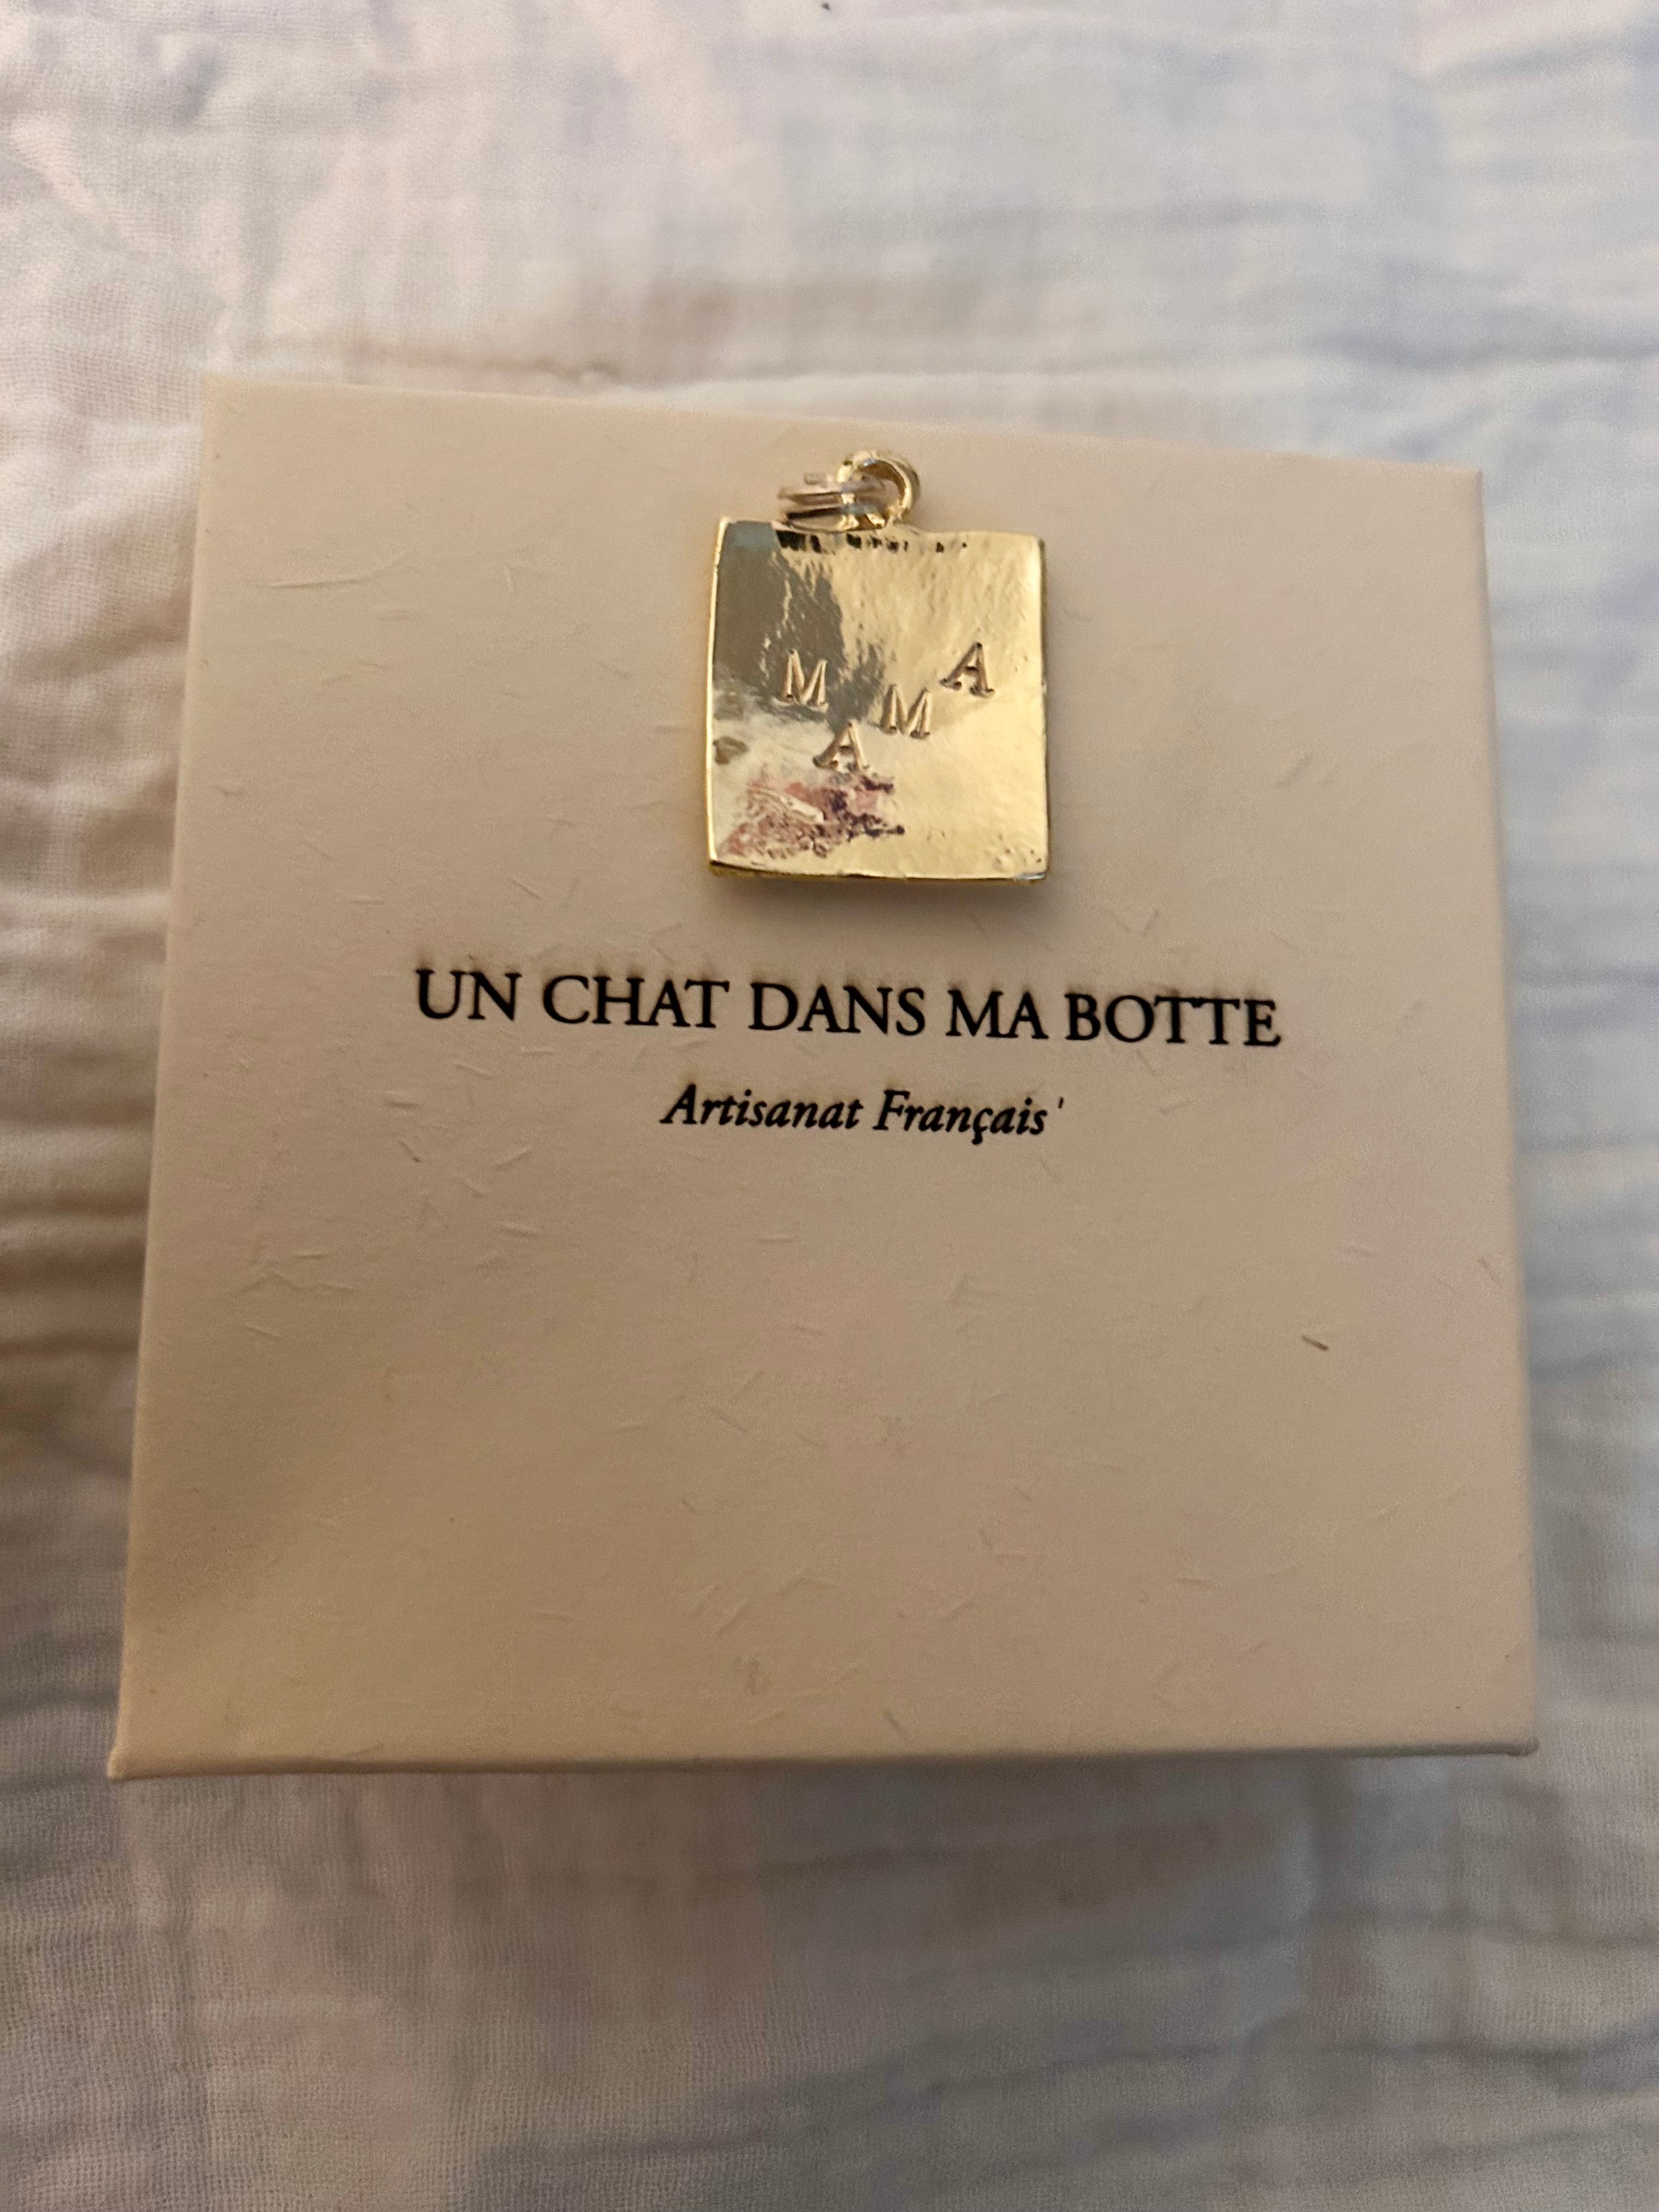 MAMA
UN CHAT DANS MA BOTTE
Artisanat Français'